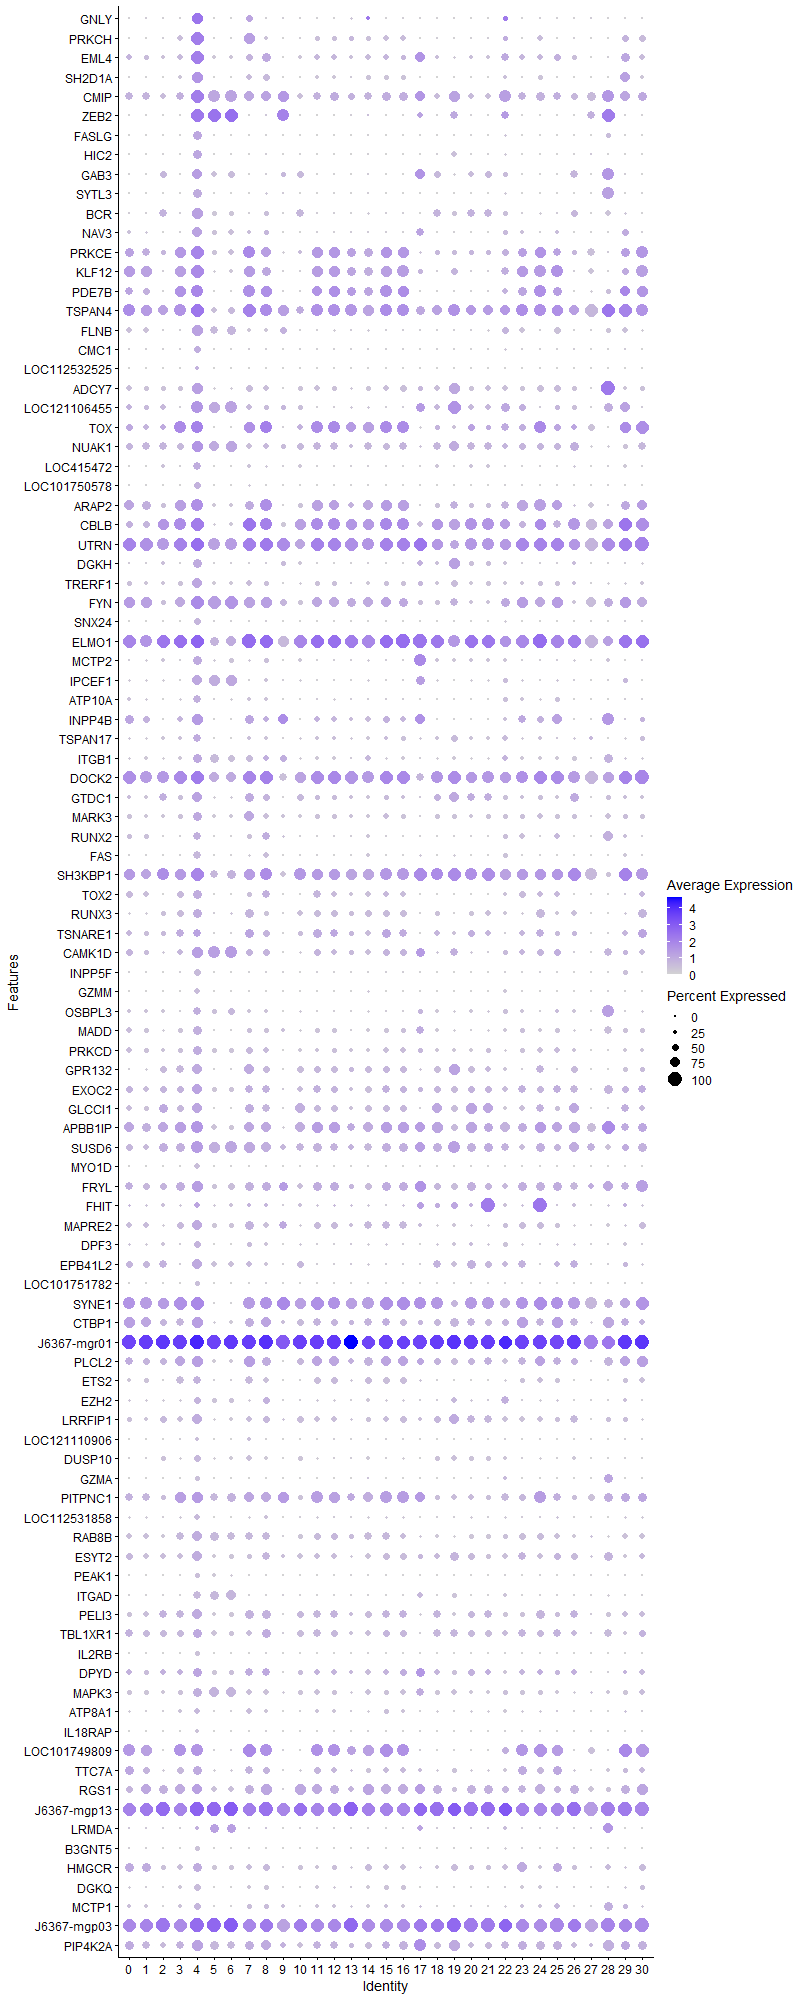 GNLY
PRKCH
EML4
SH2D1A
CMIP
ZEB2
FASLG
HIC2
GAB3
SYTL3
BCR
NAV3
PRKCE
KLF12
PDE7B
TSPAN4
FLNB
CMC1
LOC112532525
ADCY7
LOC121106455
TOX
NUAK1
LOC415472
LOC101750578
ARAP2
CBLB
UTRN
DGKH
TRERF1
FYN
SNX24
ELMO1
MCTP2
IPCEF1
ATP10A
INPP4B
TSPAN17
ITGB1
DOCK2
GTDC1
MARK3
RUNX2
FAS
SH3KBP1
TOX2
RUNX3
TSNARE1
CAMK1D
INPP5F
GZMM
OSBPL3
MADD
PRKCD
GPR132
EXOC2
GLCCI1
APBB1IP
SUSD6
MYO1D
FRYL
FHIT
MAPRE2
DPF3
EPB41L2
LOC101751782
SYNE1
CTBP1
J6367-mgr01
PLCL2
ETS2
EZH2
LRRFIP1
LOC121110906
DUSP10
GZMA
PITPNC1
LOC112531858
RAB8B
ESYT2
PEAK1
ITGAD
PELI3
TBL1XR1
IL2RB
DPYD
MAPK3
ATP8A1
IL18RAP
LOC101749809
TTC7A
RGS1
J6367-mgp13
LRMDA
B3GNT5
HMGCR
DGKQ
MCTP1
J6367-mgp03
PIP4K2A
Features
0 1 2 3 4 5 6 7 8 9 10 11 12 13 14 15 16 17 18 19 20 21 22 23 24 25 26 27 28 29 30
Identity
Average Expression
4
3
2
1
0
Percent Expressed
0
25
50
75
100